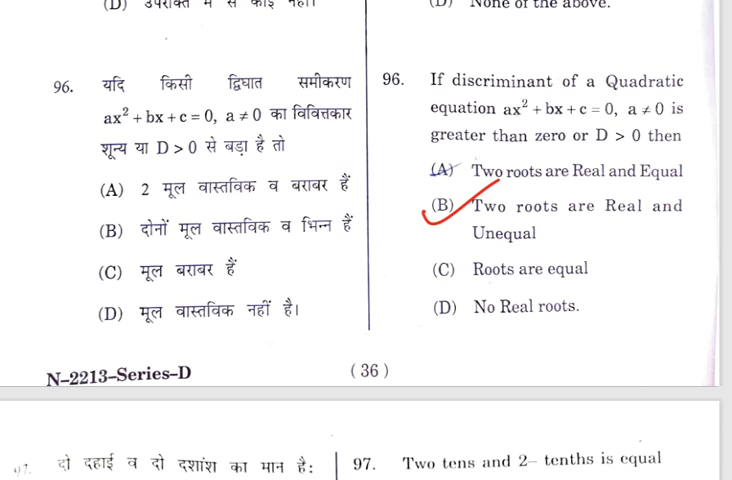 (D) उपरोक्त में से कोई नहीं।
96. यदि किसी द्विघात समीकरण
ax² + bx + c = 0, a ≠ 0 का विवित्तकार
शून्य या D > 0 से बड़ा है तो
(A) 2 मूल वास्तविक व बराबर हैं
(B) दोनों मूल वास्तविक व भिन्न हैं
(C) मूल बराबर हैं
(D) मूल वास्तविक नहीं है।
(D) None of the above.
96. If discriminant of a Quadratic
equation ax² + bx + c = 0, a ≠ 0 is
greater than zero or D > 0 then
(A) Two roots are Real and Equal
(B) Two roots are Real and
Unequal
(C) Roots are equal
(D) No Real roots.
N–2213–Series–D
( 36 )
97. दो दहाई व दो दशांश का मान है:
97. Two tens and 2– tenths is equal